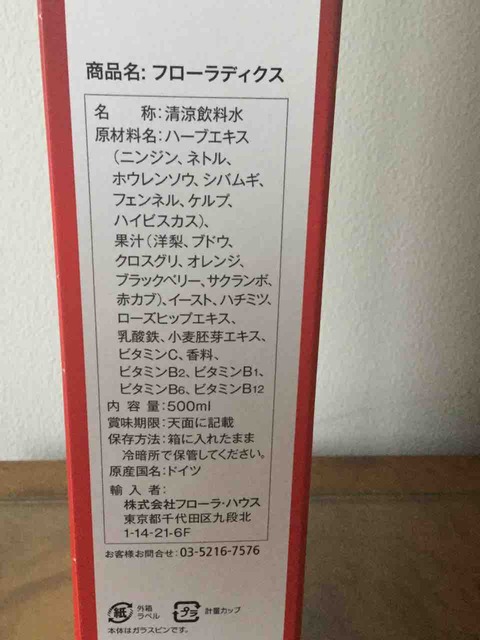 商品名: フローラディクス
名 称:清涼飲料水
原材料名:ハーブエキス
(ニンジン、ネトル、
ホウレンソウ、シバムギ、
フェンネル、ケルプ、
ハイビスカス)、
果汁(洋梨、ブドウ、
クロスグリ、オレンジ、
ブラックベリー、サクランボ、
赤カブ)、イースト、ハチミツ、
ローズヒップエキス、
乳酸鉄、小麦胚芽エキス、
ビタミンC、香料、
ビタミンB2、ビタミンB1、
ビタミンB6、ビタミンB12
内 容 量:500ml
賞味期限:天面に記載
保存方法:箱に入れたまま
冷暗所で保管してください。
原産国名:ドイツ
輸 入 者:
株式会社フローラ・ハウス
東京都千代田区九段北
1-14-21-6F
お客様お問合せ:03-5216-7576
紙 外箱 ラベル プラ 計量カップ
本体はガラスビンです。